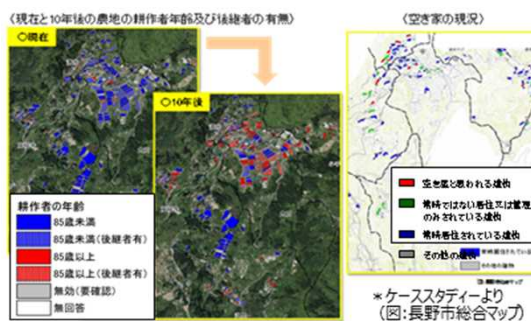 〈現在と10年後の農地の耕作者年齢及び後継者の有無〉
〈空き家の現況〉
○現在
○10年後
耕作者の年齢
85歳未満
85歳未満(後継者有)
85歳以上
85歳以上(後継者有)
無効(要確認)
無回答
空き屋と思われる建物
常時ではない居住又は管理
のみされている建物
常時居住されている建物
その他の建物
*ケーススタディーより
(図:長野市総合マップ)